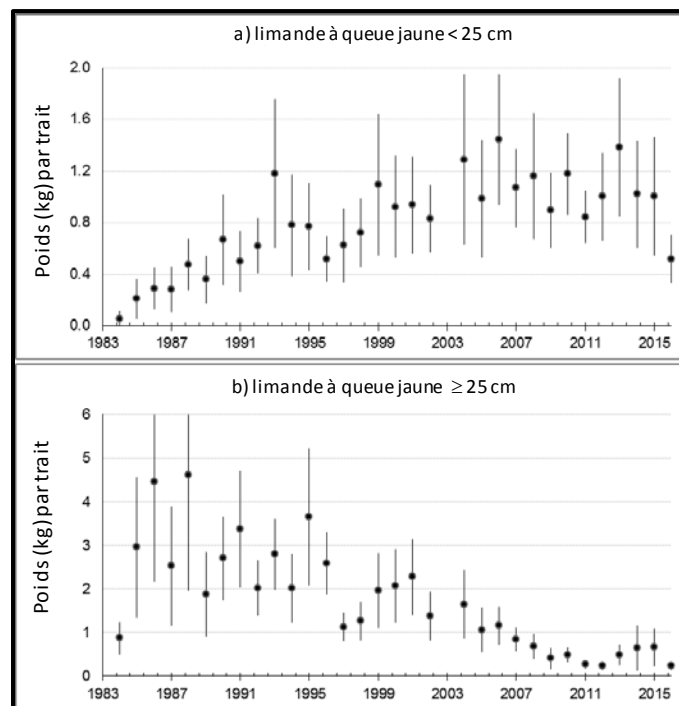 a) limande à queue jaune < 25 cm
Poids (kg) par trait
2.0
1.6
1.2
0.8
0.4
0.0
1983 1987 1991 1995 1999 2003 2007 2011 2015
b) limande à queue jaune ≥ 25 cm
Poids (kg) par trait
6
5
4
3
2
1
0
1983 1987 1991 1995 1999 2003 2007 2011 2015